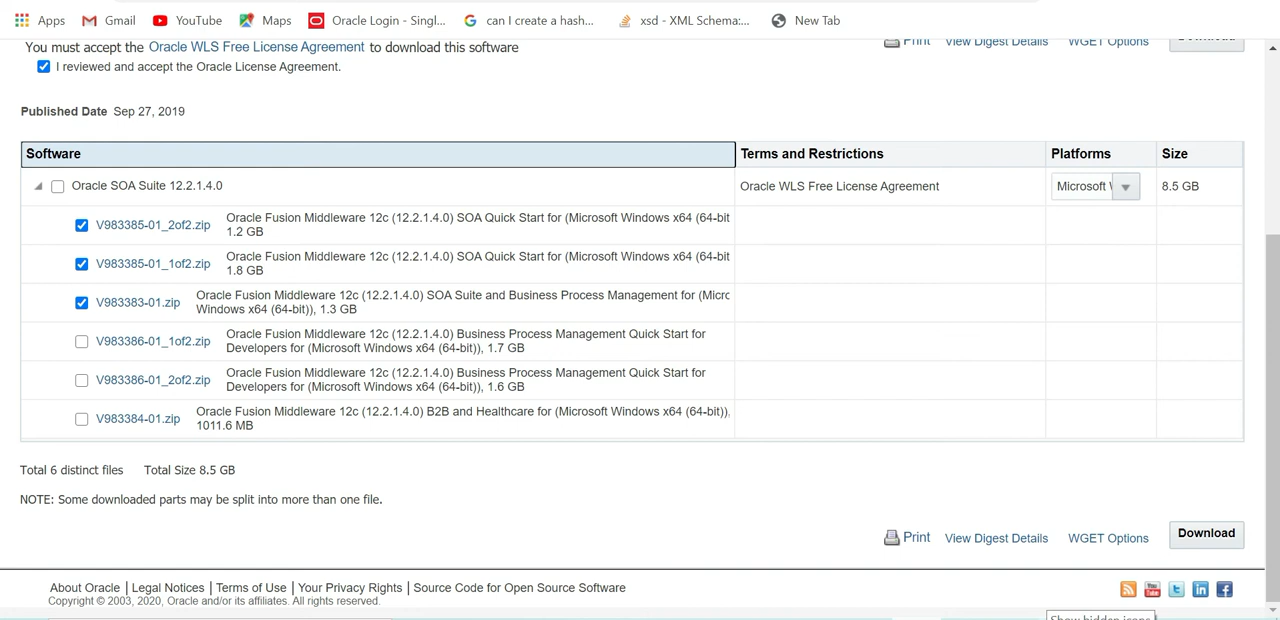 Apps Gmail YouTube Maps Oracle Login - Singl... can I create a hash... xsd - XML Schema:... New Tab
You must accept the Oracle WLS Free License Agreement to download this software
Print View Digest Details WGET Options Download
I reviewed and accept the Oracle License Agreement.
Published Date Sep 27, 2019
Software Terms and Restrictions Platforms Size
Oracle SOA Suite 12.2.1.4.0 Oracle WLS Free License Agreement Microsoft 8.5 GB
V983385-01_2of2.zip Oracle Fusion Middleware 12c (12.2.1.4.0) SOA Quick Start for (Microsoft Windows x64 (64-bit
1.2 GB
V983385-01_1of2.zip Oracle Fusion Middleware 12c (12.2.1.4.0) SOA Quick Start for (Microsoft Windows x64 (64-bit
1.8 GB
V983383-01.zip Oracle Fusion Middleware 12c (12.2.1.4.0) SOA Suite and Business Process Management for (Micro
Windows x64 (64-bit)), 1.3 GB
V983386-01_1of2.zip Oracle Fusion Middleware 12c (12.2.1.4.0) Business Process Management Quick Start for
Developers for (Microsoft Windows x64 (64-bit)), 1.7 GB
V983386-01_2of2.zip Oracle Fusion Middleware 12c (12.2.1.4.0) Business Process Management Quick Start for
Developers for (Microsoft Windows x64 (64-bit)), 1.6 GB
V983384-01.zip Oracle Fusion Middleware 12c (12.2.1.4.0) B2B and Healthcare for (Microsoft Windows x64 (64-bit)),
1011.6 MB
Total 6 distinct files Total Size 8.5 GB
NOTE: Some downloaded parts may be split into more than one file.
Print View Digest Details WGET Options Download
About Oracle | Legal Notices | Terms of Use | Your Privacy Rights | Source Code for Open Source Software
Copyright © 2003, 2020, Oracle and/or its affiliates. All rights reserved.
Show hidden icons